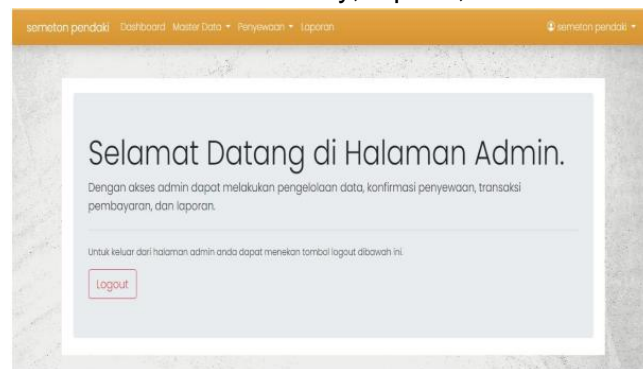 semeton pendaki Dashboard Master Data Penyewaan Laporan semeton pendaki
Selamat Datang di Halaman Admin.
Dengan akses admin dapat melakukan pengelolaan data, konfirmasi penyewaan, transaksi
pembayaran, dan laporan.
Untuk keluar dari halaman admin anda dapat menekan tombol logout dibawah ini.
Logout